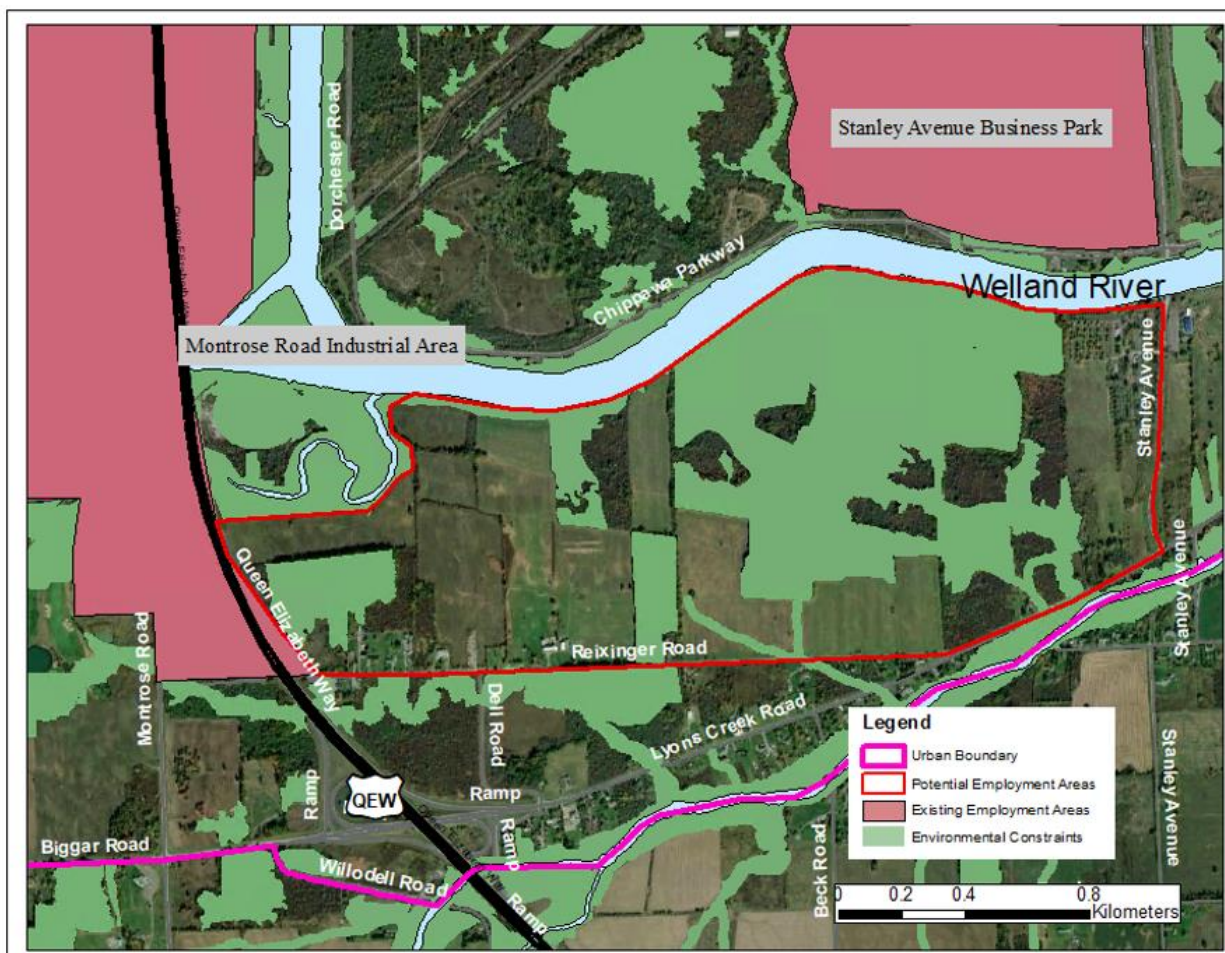 Dorchester Road
Stanley Avenue Business Park
Chippawa Parkway
Welland River
Montrose Road Industrial Area
Stanley Avenue
Queen Elizabeth Way
Stanley Avenue
Montrose Road
Reixinger Road
Dell Road
Lyons Creek Road
Ramp
QEW
Ramp
Ramp
Biggar Road
Willodell Road
Ramp
Beck Road
Stanley Avenue
Legend
Urban Boundary
Potential Employment Areas
Existing Employment Areas
Environmental Constraints
0 0.2 0.4 0.8
Kilometers